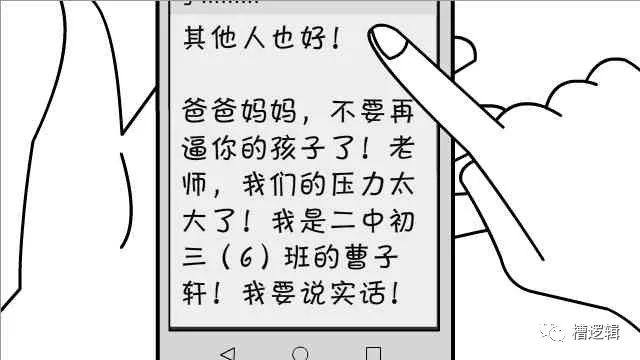 其他人也好！
爸爸妈妈，不要再
逼你的孩子了！老
师，我们的压力太
大了！我是二中初
三（6）班的曹子
轩！我要说实话！
槽逻辑